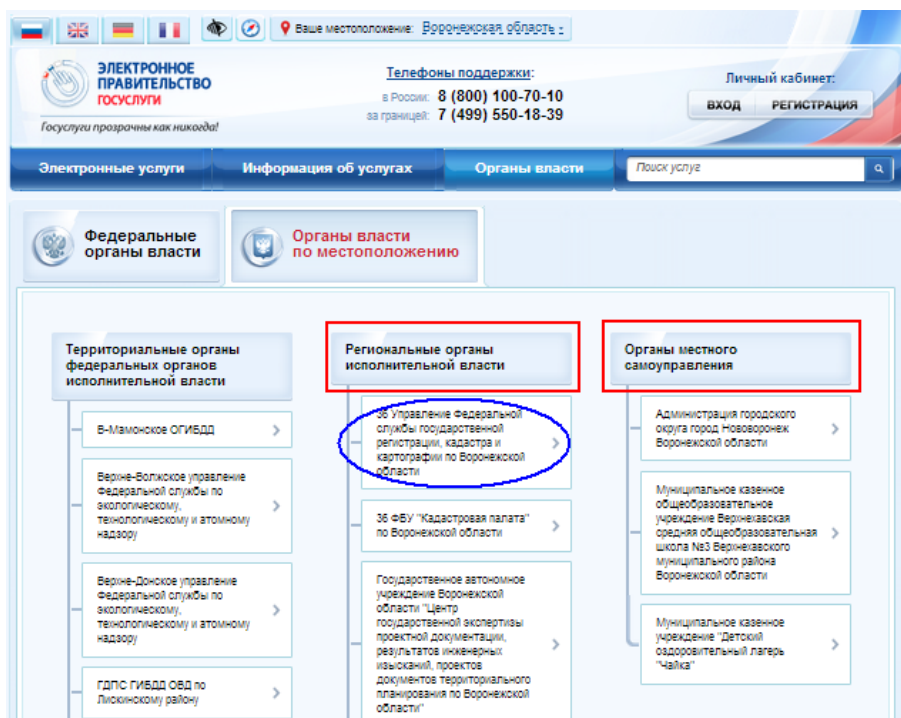 Ваше местоположение: Воронежская область
ЭЛЕКТРОННОЕ
ПРАВИТЕЛЬСТВО
ГОСУСЛУГИ
Госуслуги прозрачны как никогда!
Телефоны поддержки:
в России: 8 (800) 100-70-10
за границей: 7 (499) 550-18-39
Личный кабинет:
ВХОД РЕГИСТРАЦИЯ
Электронные услуги Информация об услугах Органы власти Поиск услуг
Федеральные
органы власти
Органы власти
по местоположению
Территориальные органы
федеральных органов
исполнительной власти
В-Мамонское ОГИБДД
Верхне-Волжское управление
Федеральной службы по
экологическому,
технологическому и атомному
надзору
Верхне-Донское управление
Федеральной службы по
экологическому,
технологическому и атомному
надзору
ГДПС ГИБДД ОВД по
Лискинскому району
Региональные органы
исполнительной власти
36 Управление Федеральной
службы государственной
регистрации, кадастра и
картографии по Воронежской
области
36 ФБУ "Кадастровая палата"
по Воронежской области
Государственное автономное
учреждение Воронежской
области "Центр
государственной экспертизы
проектной документации,
результатов инженерных
изысканий, проектов
документов территориального
планирования по Воронежской
области"
Органы местного
самоуправления
Администрация городского
округа город Нововоронеж
Воронежской области
Муниципальное казенное
общеобразовательное
учреждение Верхнехавская
средняя общеобразовательная
школа №3 Верхнехавского
муниципального района
Воронежской области
Муниципальное казенное
учреждение "Детский
оздоровительный лагерь
"Чайка"